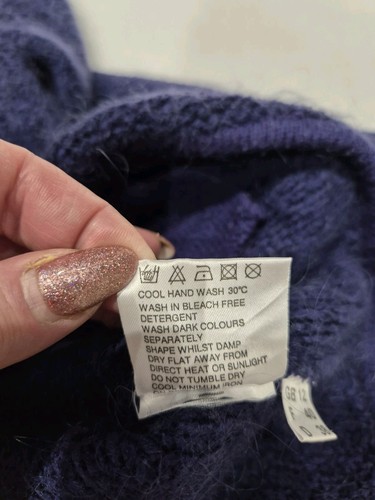 COOL HAND WASH 30°C
WASH IN BLEACH FREE
DETERGENT
WASH DARK COLOURS
SEPARATELY
SHAPE WHILST DAMP
DRY FLAT AWAY FROM
DIRECT HEAT OR SUNLIGHT
DO NOT TUMBLE DRY
COOL MINIMUM IRON
GB 12
40
D 38